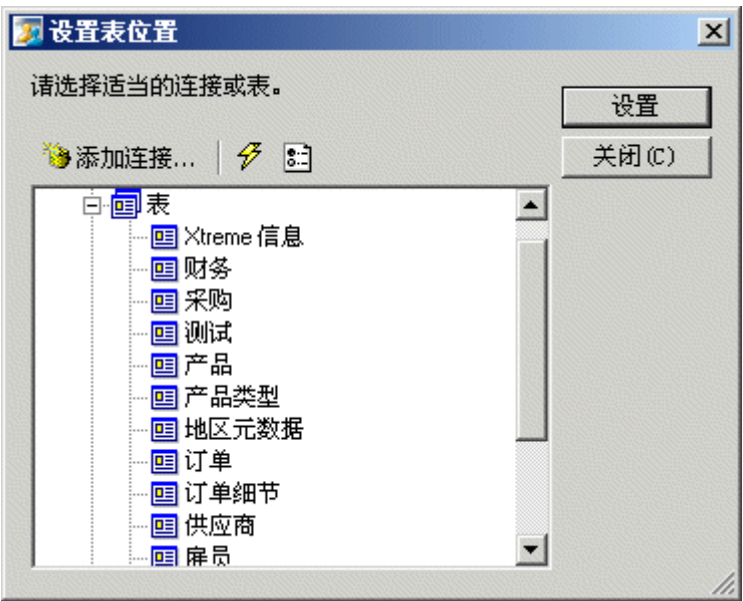 设置表位置
请选择适当的连接或表。
设置
添加连接...
关闭(C)
表
Xtreme 信息
财务
采购
测试
产品
产品类型
地区元数据
订单
订单细节
供应商
雇员